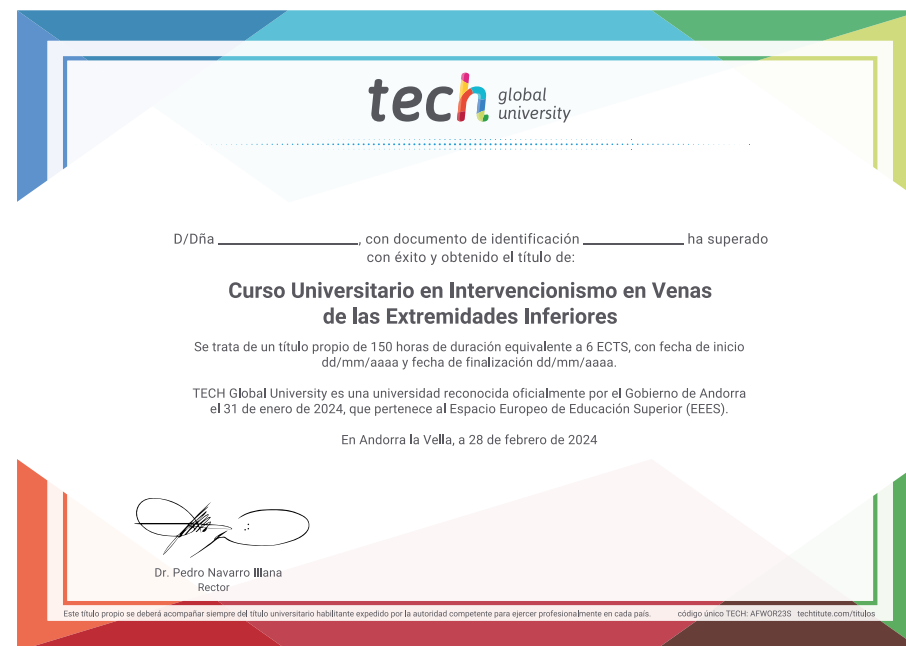 tech global university
D/Dña ____________________, con documento de identificación ______________ ha superado
con éxito y obtenido el título de:
Curso Universitario en Intervencionismo en Venas
de las Extremidades Inferiores
Se trata de un título propio de 150 horas de duración equivalente a 6 ECTS, con fecha de inicio
dd/mm/aaaa y fecha de finalización dd/mm/aaaa.
TECH Global University es una universidad reconocida oficialmente por el Gobierno de Andorra
el 31 de enero de 2024, que pertenece al Espacio Europeo de Educación Superior (EEES).
En Andorra la Vella, a 28 de febrero de 2024
Dr. Pedro Navarro Illana
Rector
Este título propio se deberá acompañar siempre del título universitario habilitante expedido por la autoridad competente para ejercer profesionalmente en cada país. código único TECH: AFWOR23S techtitute.com/titulos